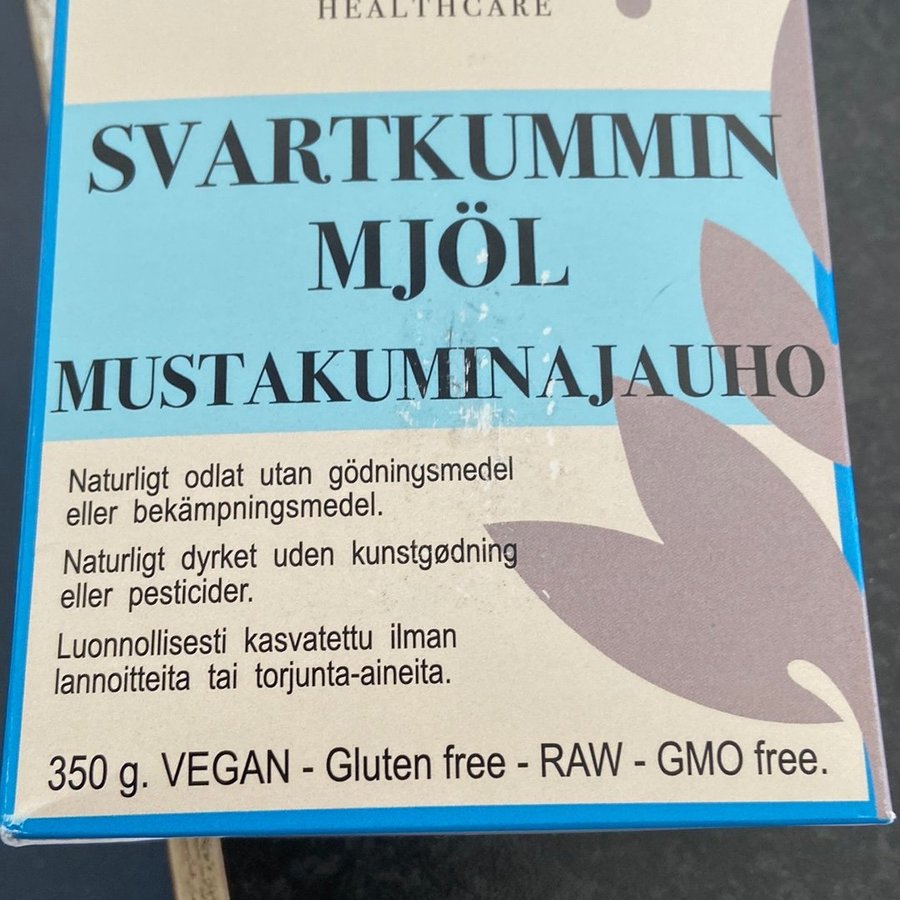 HEALTHCARE
SVARTKUMMIN
MJÖL
MUSTAKUMINAJAUHO
Naturligt odlat utan gödningsmedel
eller bekämpningsmedel.
Naturligt dyrket uden kunstgødning
eller pesticider.
Luonnollisesti kasvatettu ilman
lannoitteita tai torjunta-aineita.
350 g. VEGAN - Gluten free - RAW - GMO free.